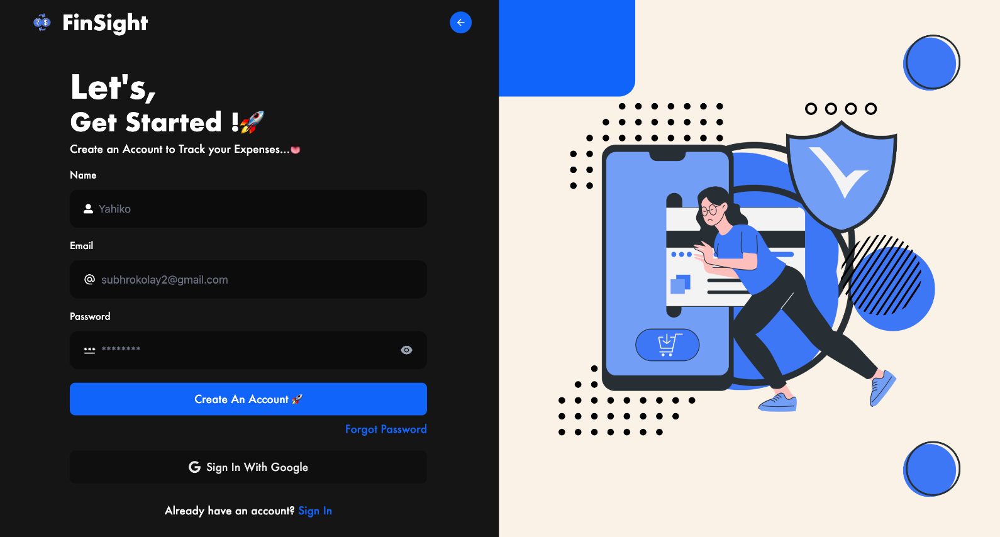 FinSight
Let's,
Get Started !🚀
Create an Account to Track your Expenses...👅
Name
Yahiko
Email
subhrokolay2@gmail.com
Password
********
Create An Account 🚀
Forgot Password
Sign In With Google
Already have an account? Sign In